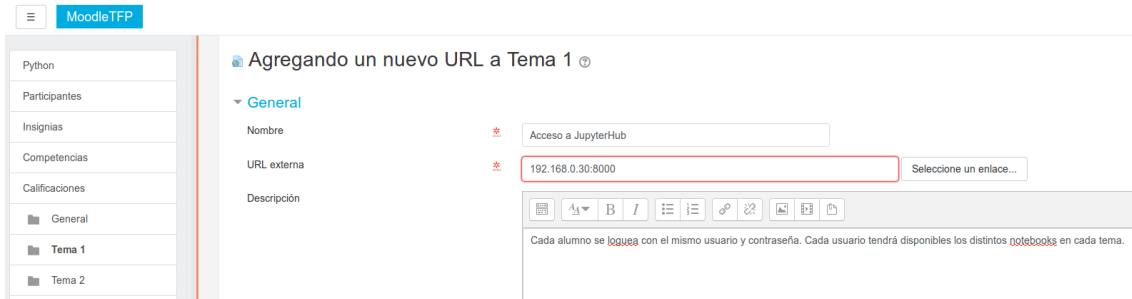 MoodleTFP
Python
Participantes
Insignias
Competencias
Calificaciones
General
Tema 1
Tema 2
Agregando un nuevo URL a Tema 1
General
Nombre
Acceso a JupyterHub
URL externa
192.168.0.30:8000
Seleccione un enlace...
Descripción
B I
Cada alumno se loguea con el mismo usuario y contraseña. Cada usuario tendrá disponibles los distintos notebooks en cada tema.